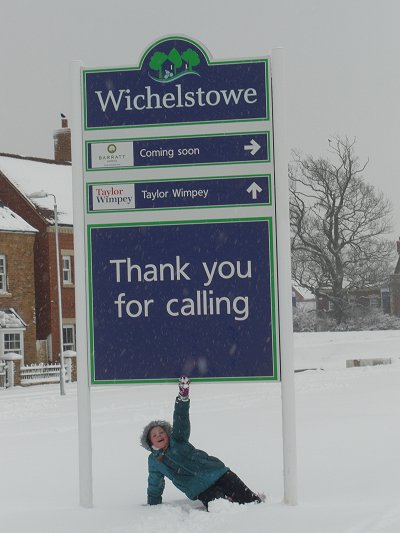 Wichelstowe
BARRATT
Coming soon
Taylor
Wimpey
Taylor Wimpey
Thank you
for calling